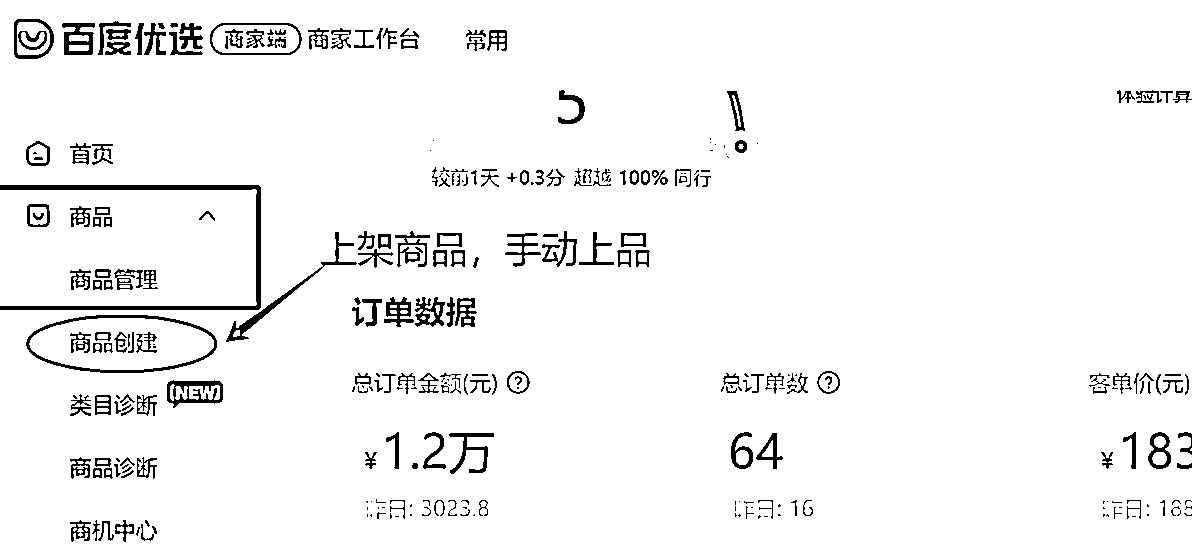 百度优选 商家端 商家工作台 常用
体验计算
首页
较前1天 +0.3分 超越 100% 同行
商品
上架商品，手动上品
商品管理
订单数据
商品创建
总订单金额(元) ? 总订单数 ? 客单价(元)
类目诊断 NEW
¥1.2万 64 ¥183
商品诊断
昨日: 3023.8 昨日: 16 昨日: 188
商机中心